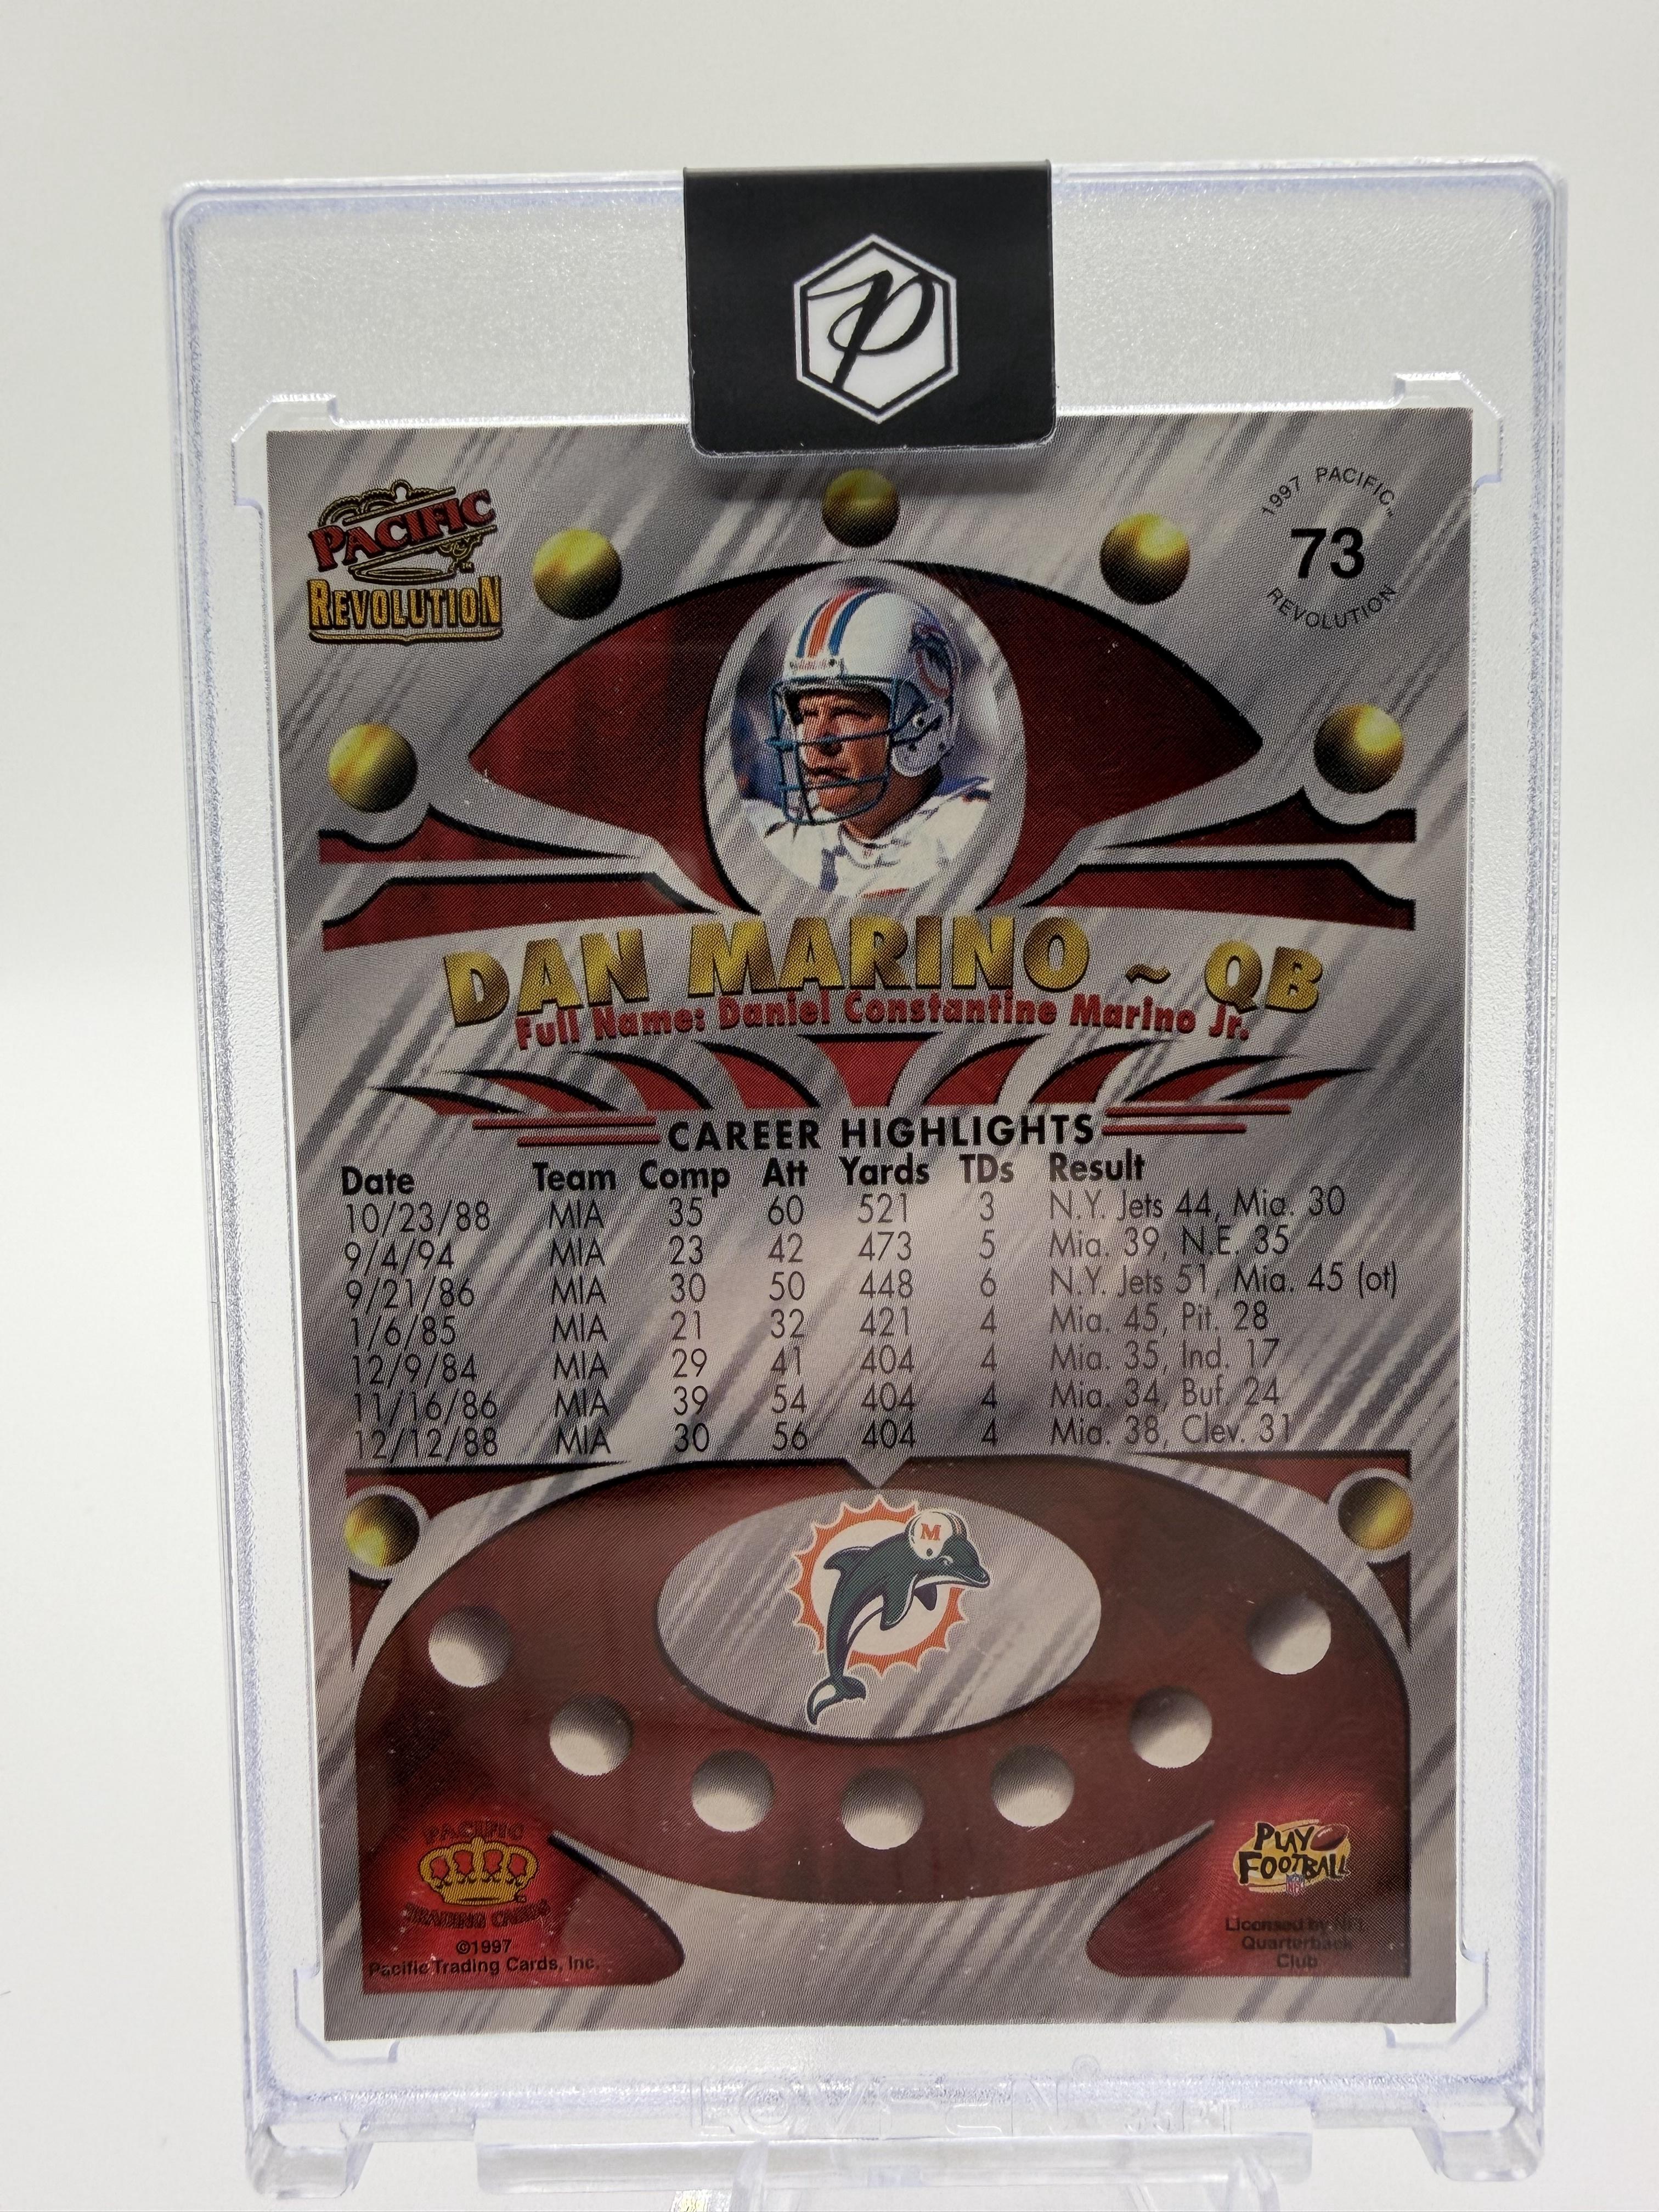 P
PACIFIC
REVOLUTION
1997 PACIFIC™
73
REVOLUTION
DAN MARINO ~ QB
Full Name: Daniel Constantine Marino Jr.
CAREER HIGHLIGHTS
Date Team Comp Att Yards TDs Result
10/23/88 MIA 35 60 521 3 N.Y. Jets 44, Mia. 30
9/4/94 MIA 23 42 473 5 Mia. 39, N.E. 35
9/21/86 MIA 30 50 448 6 N.Y. Jets 51, Mia. 45 (ot)
1/6/85 MIA 21 32 421 4 Mia. 45, Pit. 28
12/9/84 MIA 29 41 404 4 Mia. 35, Ind. 17
11/16/86 MIA 39 54 404 4 Mia. 34, Buf. 24
12/12/88 MIA 30 56 404 4 Mia. 38, Clev. 31
M
PACIFIC
TRADING CARDS
©1997
Pacific Trading Cards, Inc.
PLAY
FOOTBALL
NFL
Licensed by NFL
Quarterback
Club